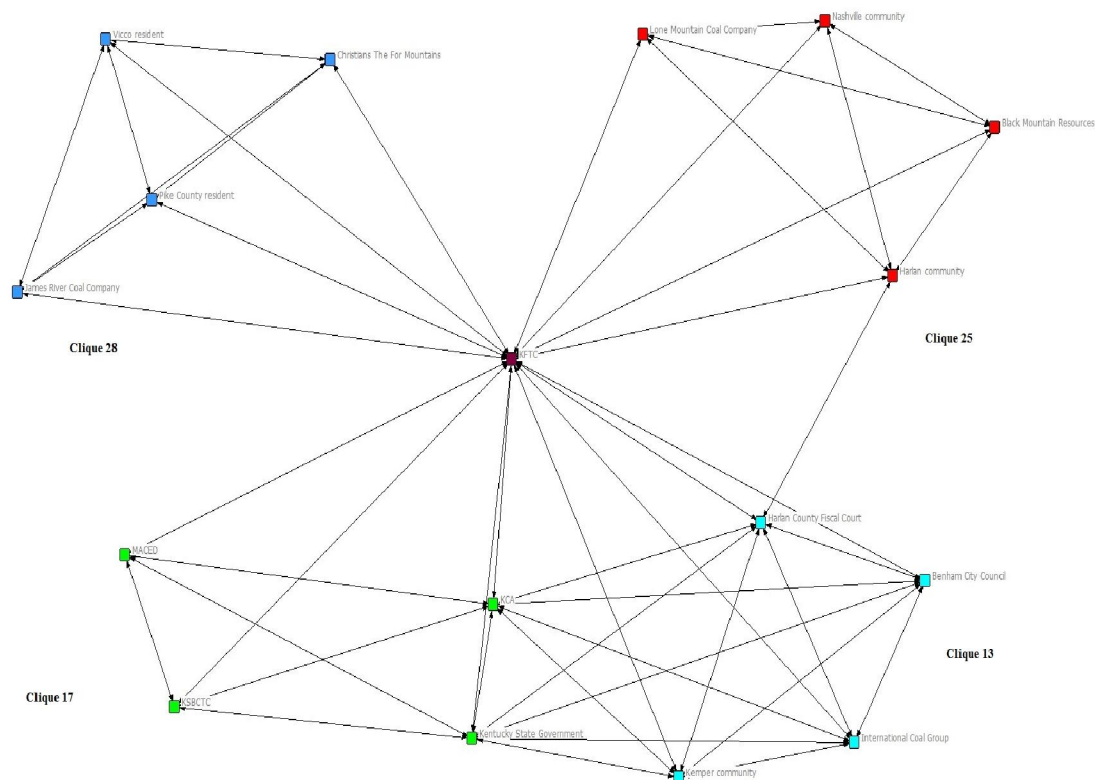 Nashville community
Lone Mountain Coal Company
Vicco resident
Christians The For Mountains
Black Mountain Resources
Pike County resident
Harlan community
James River Coal Company
Clique 28
Clique 25
KFTC
Harlan County Fiscal Court
MACED
Benham City Council
KCA
Clique 13
Clique 17
KSBCTC
Kentucky State Government
International Coal Group
Kemper community